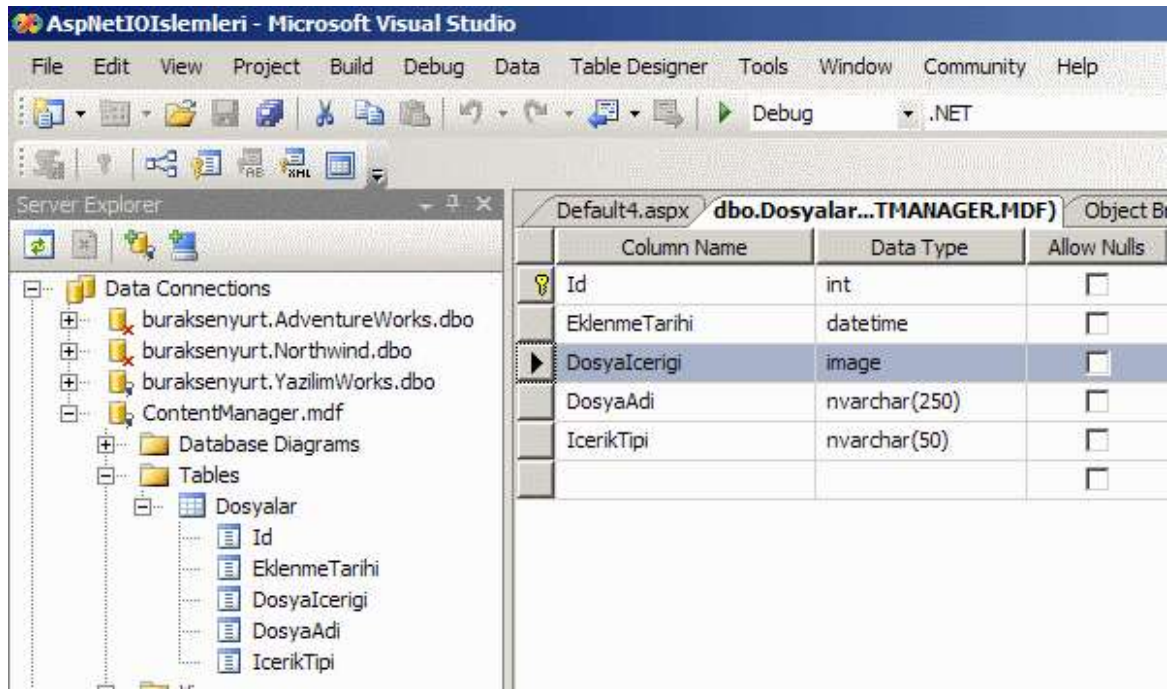 AspNetIOIslemleri - Microsoft Visual Studio
File Edit View Project Build Debug Data Table Designer Tools Window Community Help
Debug .NET
Server Explorer
Default4.aspx dbo.Dosyalar...TMANAGER.MDF) Object
Column Name Data Type Allow Nulls
Id int
EklenmeTarihi datetime
DosyaIcerigi image
DosyaAdi nvarchar(250)
IcerikTipi nvarchar(50)
Data Connections
buraksenyurt.AdventureWorks.dbo
buraksenyurt.Northwind.dbo
buraksenyurt.YazilimWorks.dbo
ContentManager.mdf
Database Diagrams
Tables
Dosyalar
Id
EklenmeTarihi
DosyaIcerigi
DosyaAdi
IcerikTipi